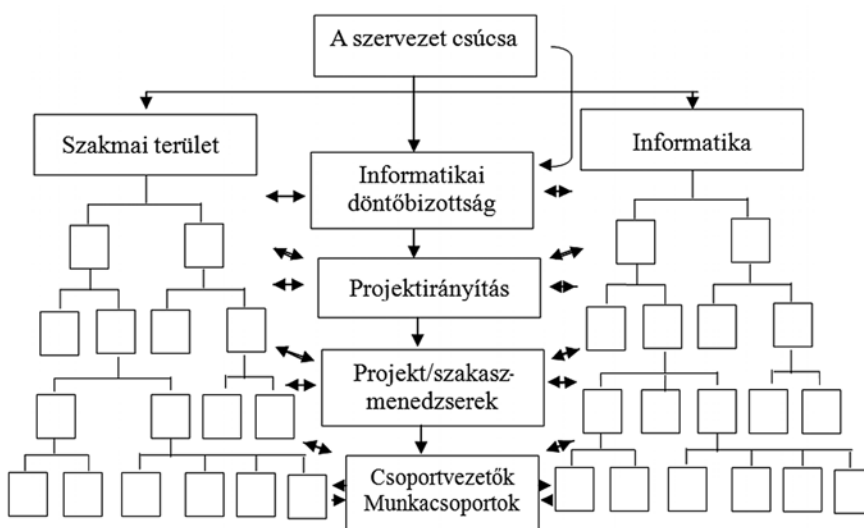 A szervezet csúcsa
Szakmai terület
Informatika
Informatikai
döntőbizottság
Projektirányítás
Projekt/szakasz-
menedzserek
Csoportvezetők
Munkacsoportok